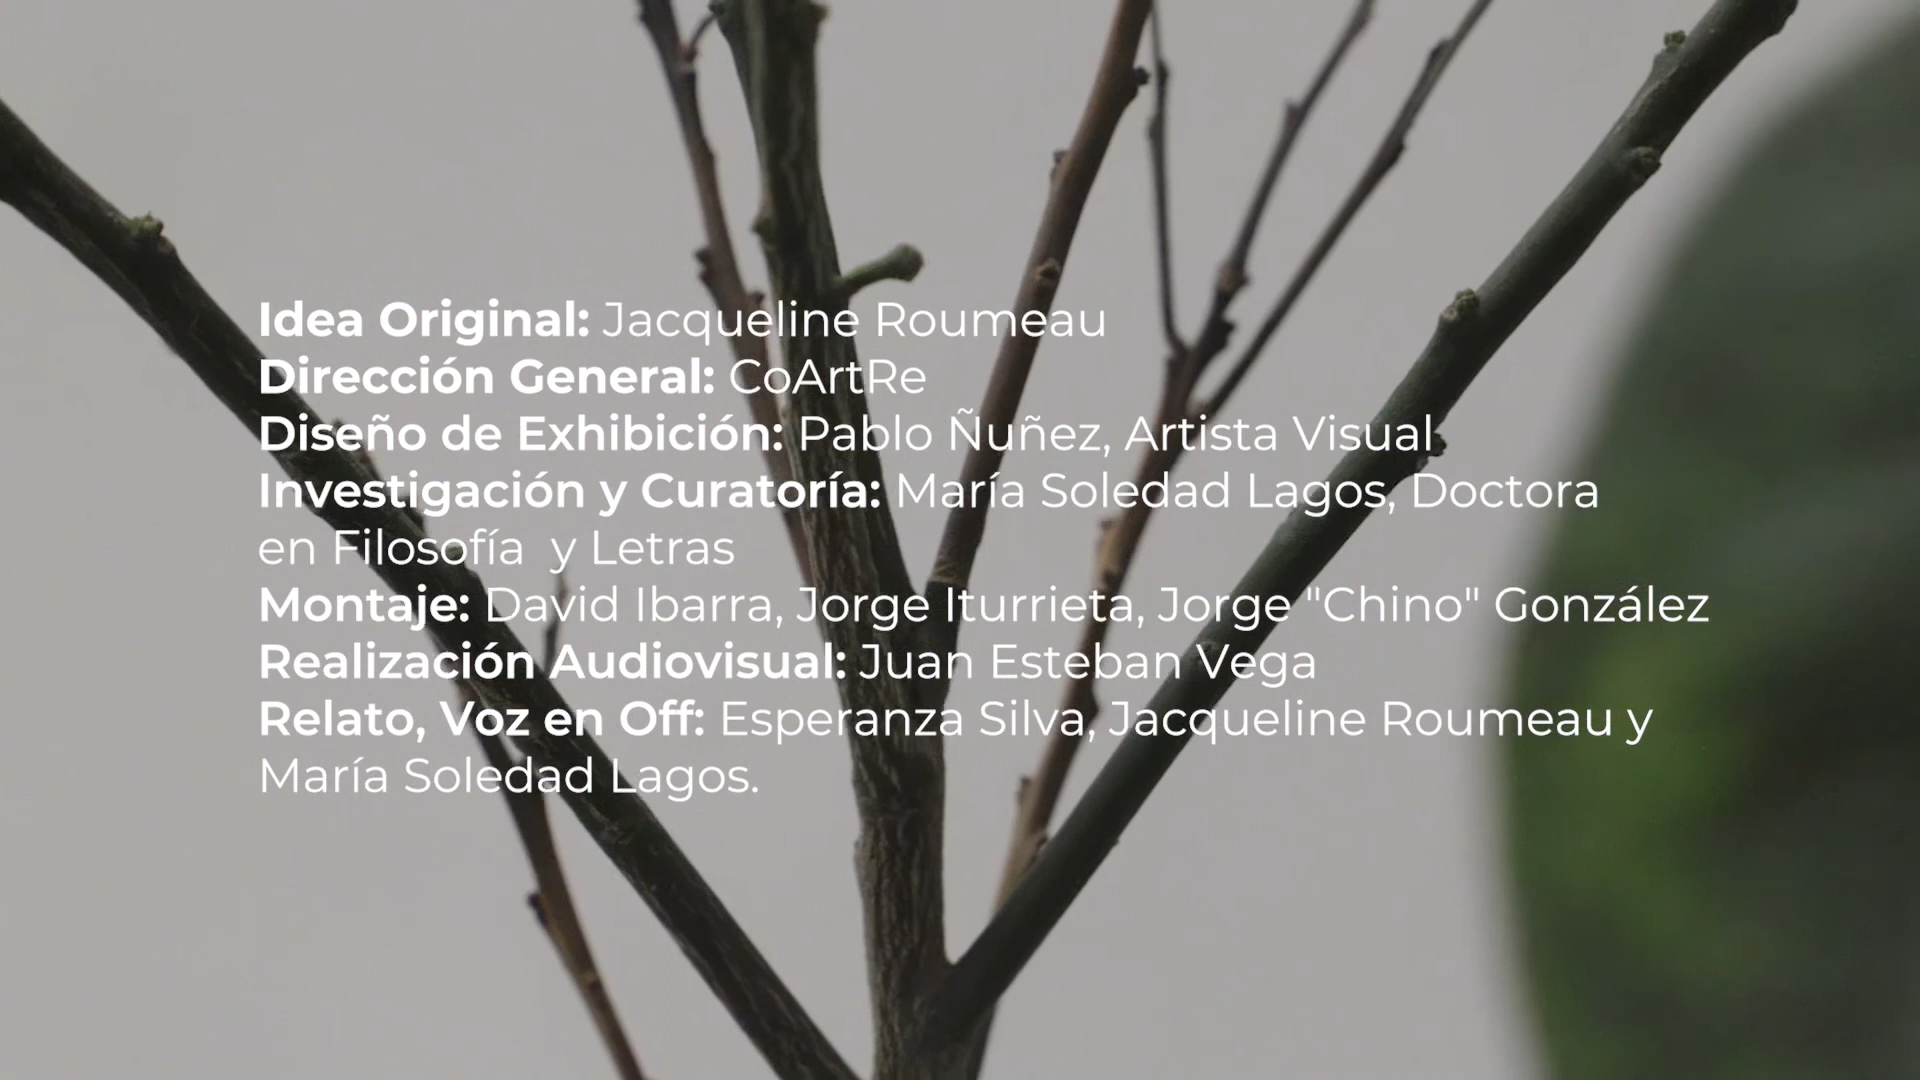 Idea Original: Jacqueline Roumeau
Dirección General: CoArtRe
Diseño de Exhibición: Pablo Ñuñez, Artista Visual
Investigación y Curatoría: María Soledad Lagos, Doctora
en Filosofía  y Letras
Montaje: David Ibarra, Jorge Iturrieta, Jorge "Chino" González
Realización Audiovisual: Juan Esteban Vega
Relato, Voz en Off: Esperanza Silva, Jacqueline Roumeau y
María Soledad Lagos.